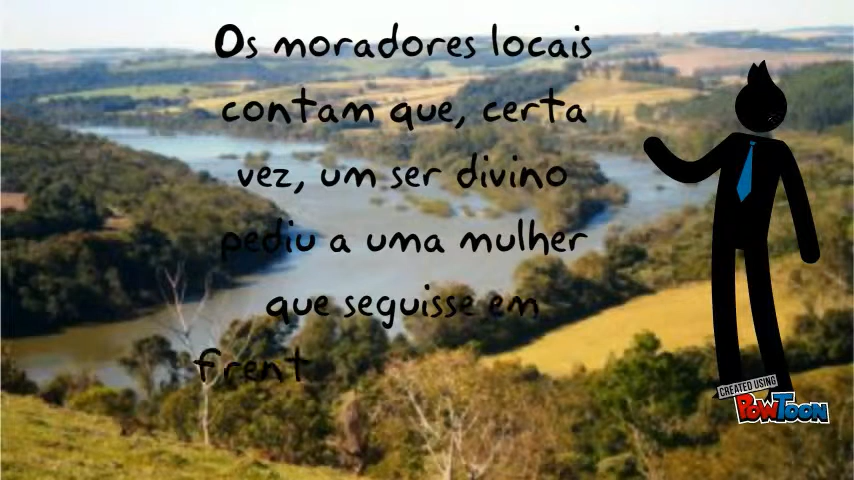 Os moradores locais
contam que, certa
vez, um ser divino
pediu a uma mulher
que seguisse em
frent
CREATED USING
POWTOON